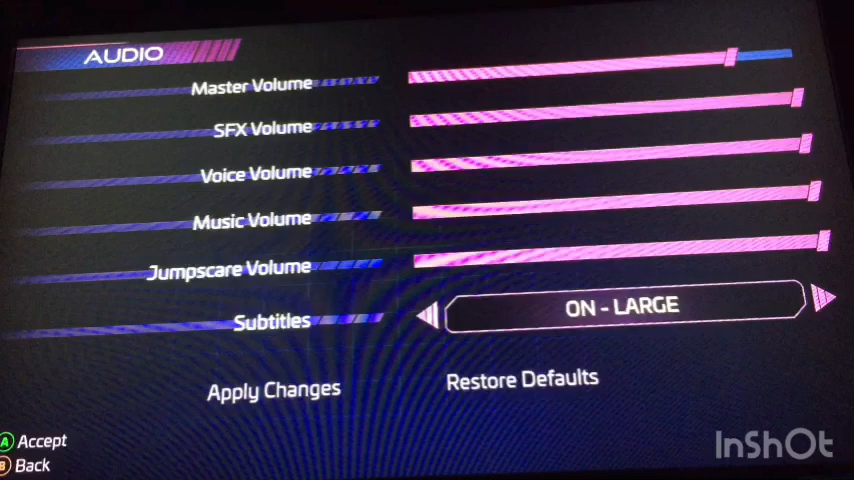 AUDIO
Master Volume
SFX Volume
Voice Volume
Music Volume
Jumpscare Volume
Subtitles
ON - LARGE
Apply Changes
Restore Defaults
A Accept
B Back
InShOt